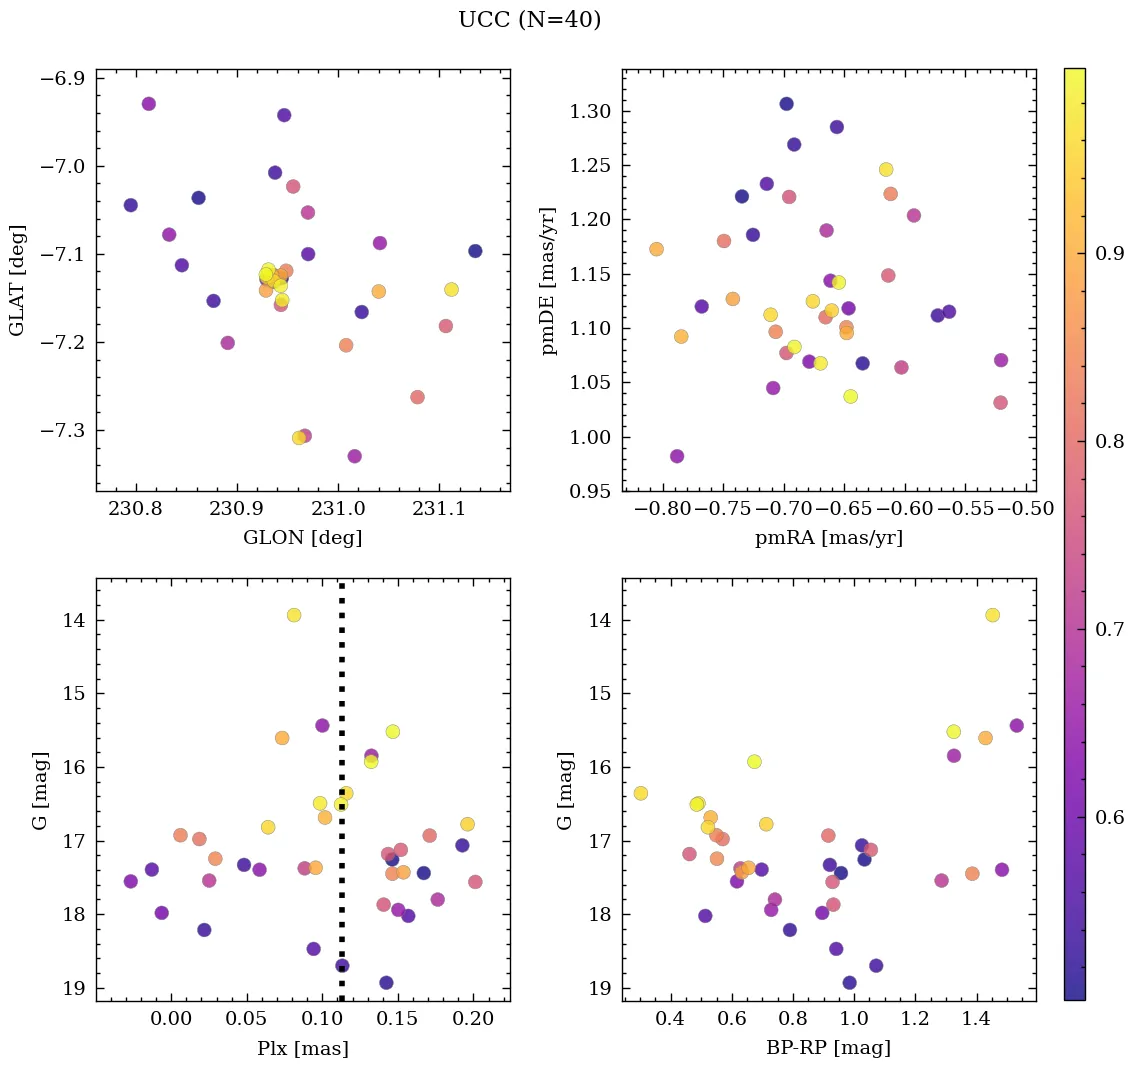 UCC (N=40)
−6.9
−7.0
−7.1
−7.2
−7.3
GLAT [deg]
230.8 230.9 231.0 231.1
GLON [deg]
1.30
1.25
1.20
1.15
1.10
1.05
1.00
0.95
pmDE [mas/yr]
−0.80 −0.75 −0.70 −0.65 −0.60 −0.55 −0.50
pmRA [mas/yr]
0.9
0.8
0.7
0.6
14
15
16
17
18
19
G [mag]
0.00 0.05 0.10 0.15 0.20
Plx [mas]
14
15
16
17
18
19
G [mag]
0.4 0.6 0.8 1.0 1.2 1.4
BP-RP [mag]